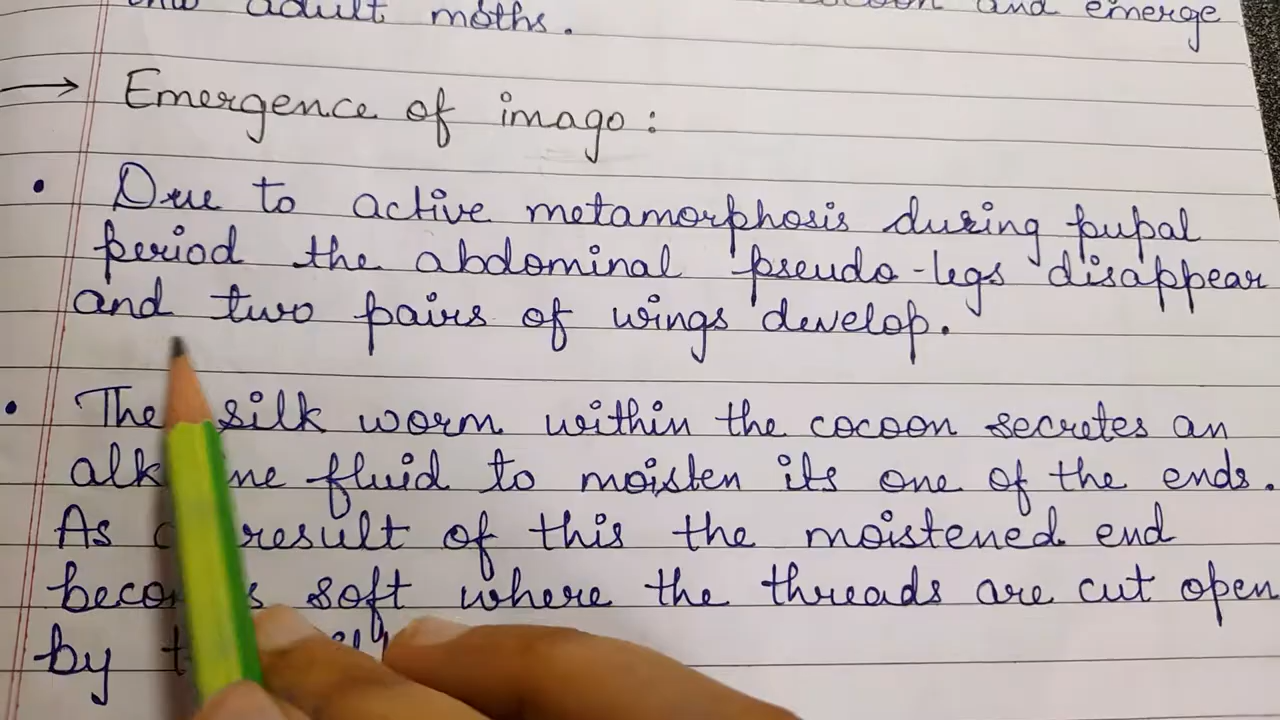 adult moths. and emerge
→ Emergence of imago:
• Due to active metamorphosis during pupal
period the abdominal pseudo-legs disappear
and two pairs of wings develop.
• The silk worm within the cocoon secretes an
fluid to moisten its one of the ends.
As result of this the moistened end
soft where the threads are cut open
by